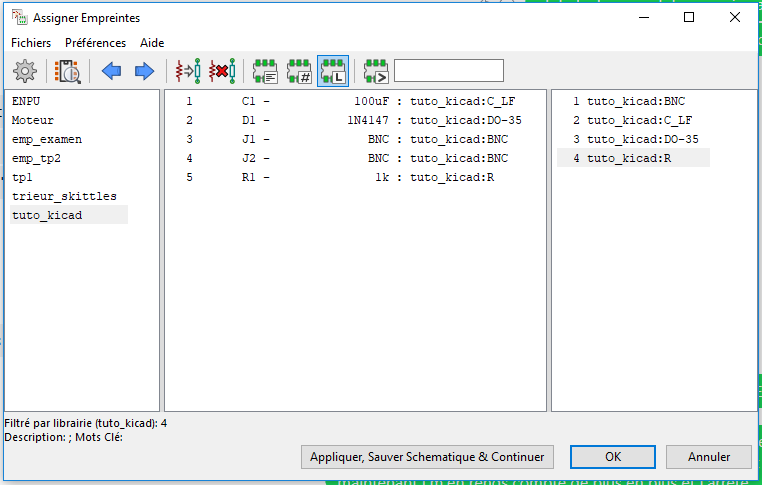 Assigner Empreintes
Fichiers Préférences Aide
ENPU
Moteur
emp_examen
emp_tp2
tp1
trieur_skittles
tuto_kicad
1 C1 - 100uF : tuto_kicad:C_LF
2 D1 - 1N4147 : tuto_kicad:DO-35
3 J1 - BNC : tuto_kicad:BNC
4 J2 - BNC : tuto_kicad:BNC
5 R1 - 1k : tuto_kicad:R
1 tuto_kicad:BNC
2 tuto_kicad:C_LF
3 tuto_kicad:DO-35
4 tuto_kicad:R
Filtré par librairie (tuto_kicad): 4
Description: ; Mots Clé:
Appliquer, Sauver Schematique & Continuer OK Annuler